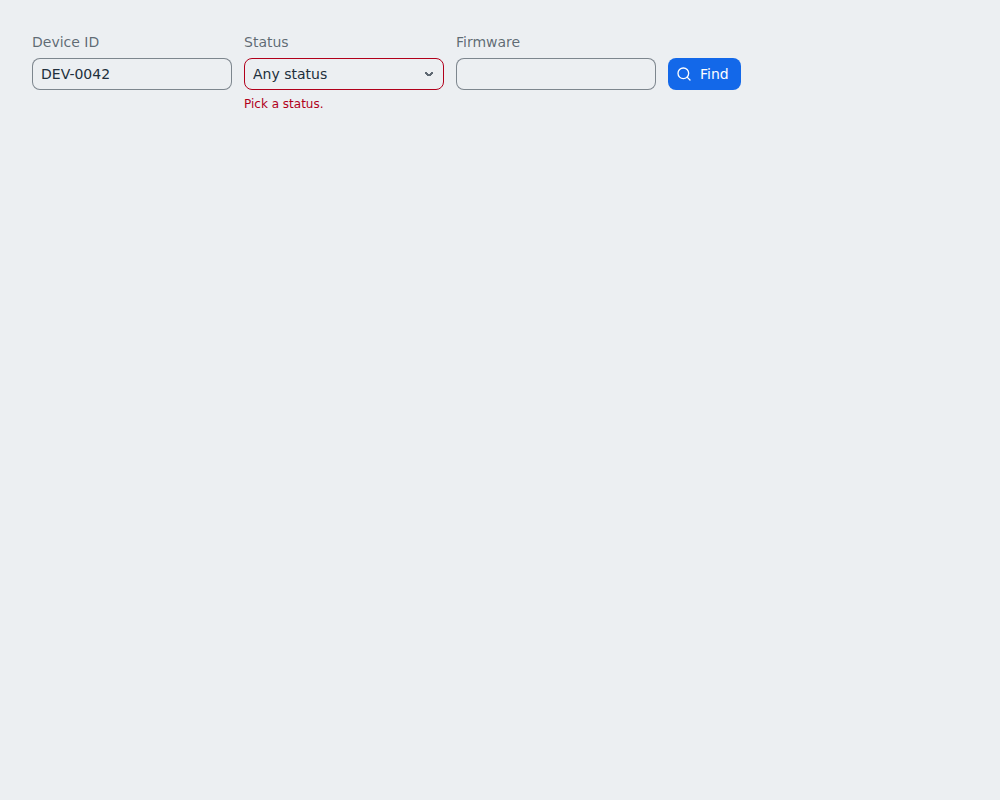 Device ID
Status
Firmware
DEV-0042
Any status
Find
Pick a status.